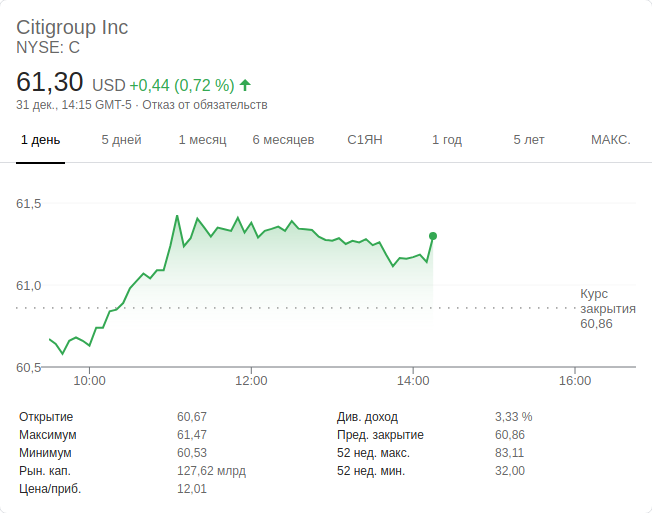 Citigroup Inc
NYSE: C
61,30 USD +0,44 (0,72 %)
31 дек., 14:15 GMT-5 · Отказ от обязательств
1 день 5 дней 1 месяц 6 месяцев С1ЯН 1 год 5 лет МАКС.
61,5
61,0
Курс
закрытия
60,86
60,5
10:00 12:00 14:00 16:00
Открытие 60,67 Див. доход 3,33 %
Максимум 61,47 Пред. закрытие 60,86
Минимум 60,53 52 нед. макс. 83,11
Рын. кап. 127,62 млрд 52 нед. мин. 32,00
Цена/приб. 12,01